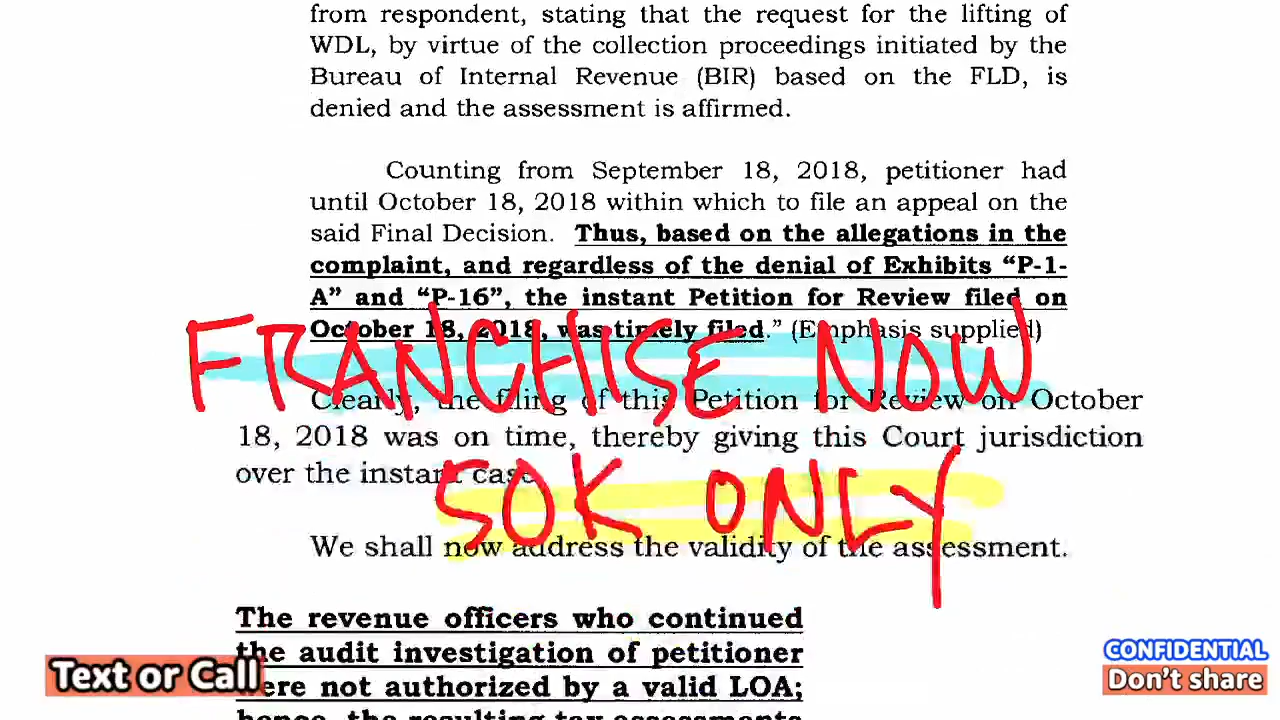 from respondent, stating that the request for the lifting of
WDL, by virtue of the collection proceedings initiated by the
Bureau of Internal Revenue (BIR) based on the FLD, is
denied and the assessment is affirmed.
Counting from September 18, 2018, petitioner had
until October 18, 2018 within which to file an appeal on the
said Final Decision. Thus, based on the allegations in the
complaint, and regardless of the denial of Exhibits “P-1-
A” and “P-16”, the instant Petition for Review filed on
October 18, 2018, was timely filed.” (Emphasis supplied)
FRANCHISE NOW
Clearly, the filing of this Petition for Review on October
18, 2018 was on time, thereby giving this Court jurisdiction
over the instant case
50K ONLY
We shall now address the validity of the assessment.
The revenue officers who continued
the audit investigation of petitioner
were not authorized by a valid LOA;
hence, the resulting tax assessments
Text or Call
CONFIDENTIAL
Don’t share